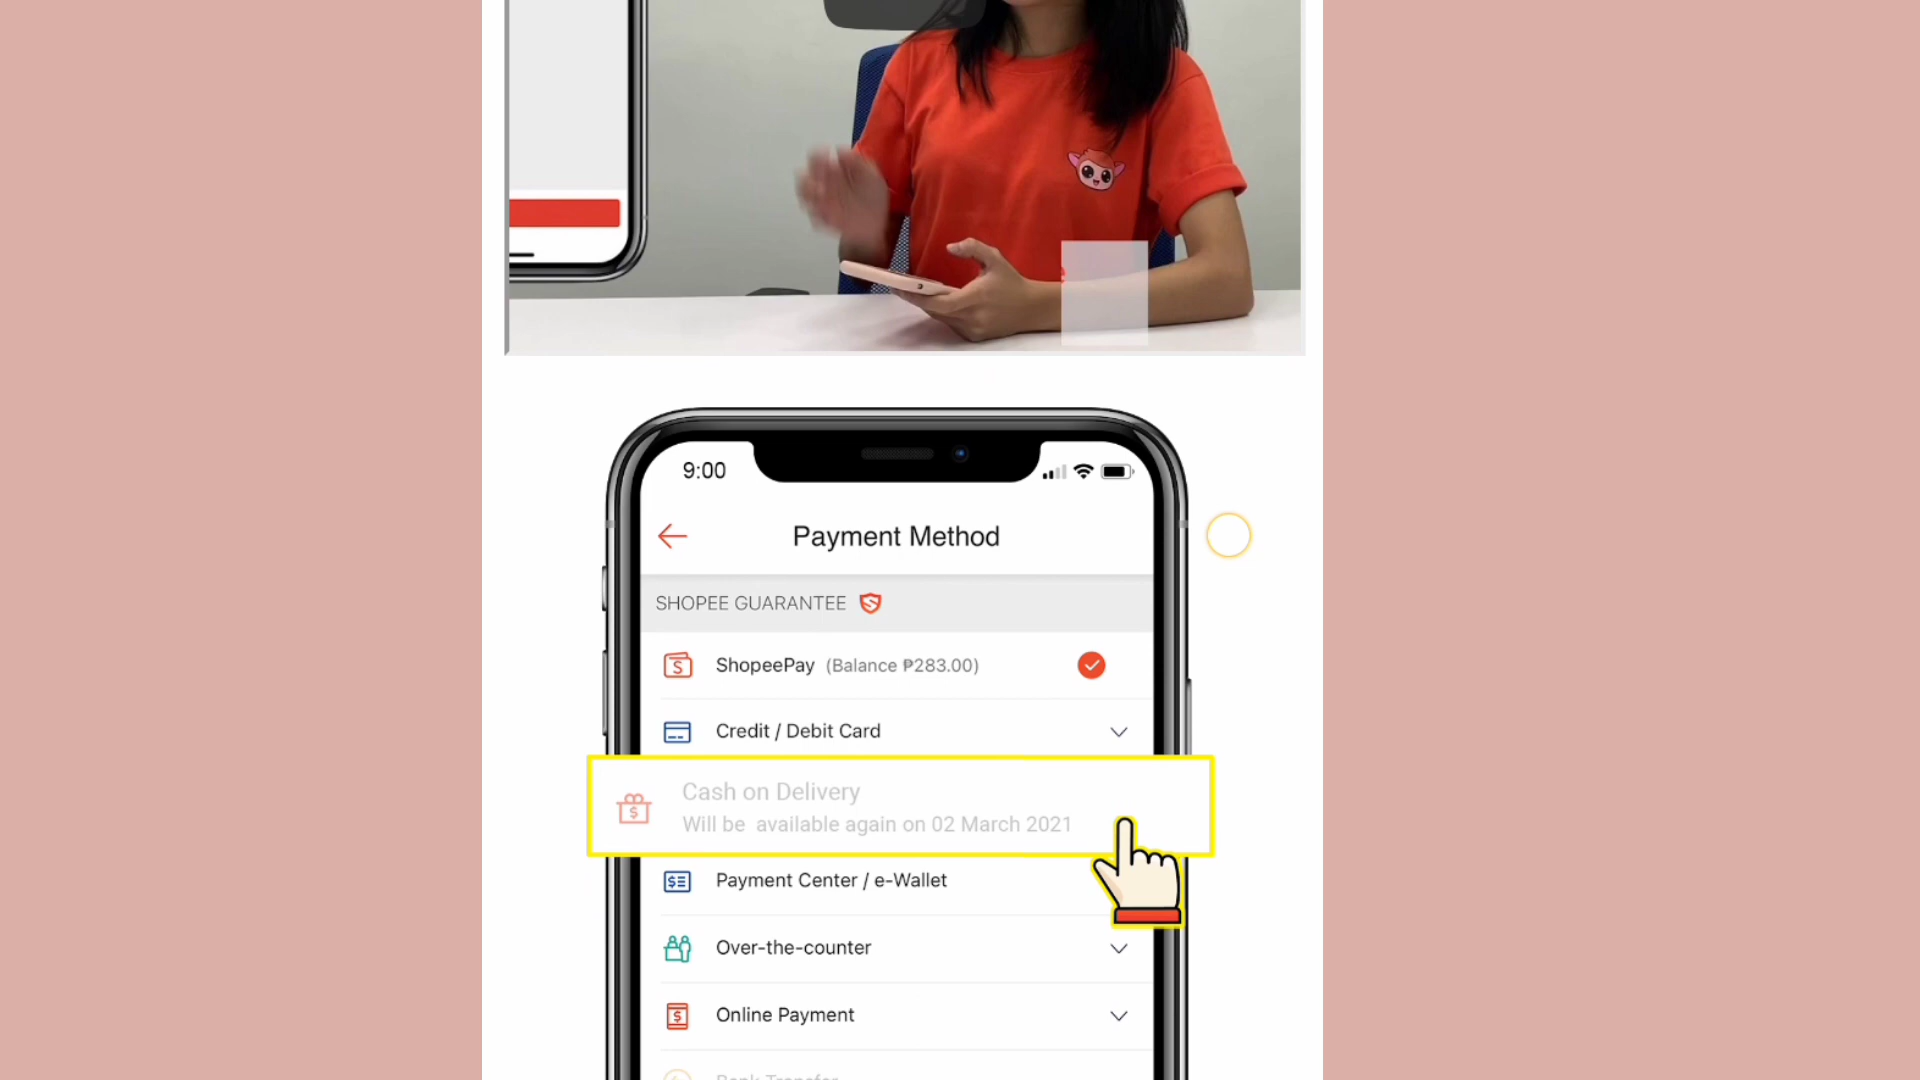 9:00
Payment Method
SHOPEE GUARANTEE
ShopeePay (Balance ₱283.00)
Credit / Debit Card
Cash on Delivery
Will be available again on 02 March 2021
Payment Center / e-Wallet
Over-the-counter
Online Payment